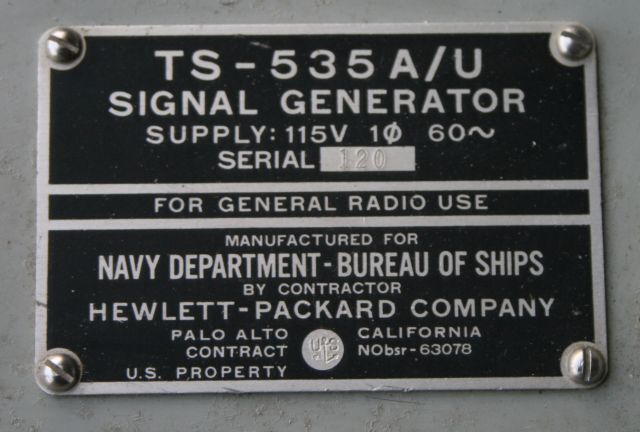 TS-535A/U
SIGNAL GENERATOR
SUPPLY: 115V 1Ø 60~
SERIAL 120
FOR GENERAL RADIO USE
MANUFACTURED FOR
NAVY DEPARTMENT-BUREAU OF SHIPS
BY CONTRACTOR
HEWLETT-PACKARD COMPANY
PALO ALTO CALIFORNIA
CONTRACT NObsr-63078
U.S. PROPERTY